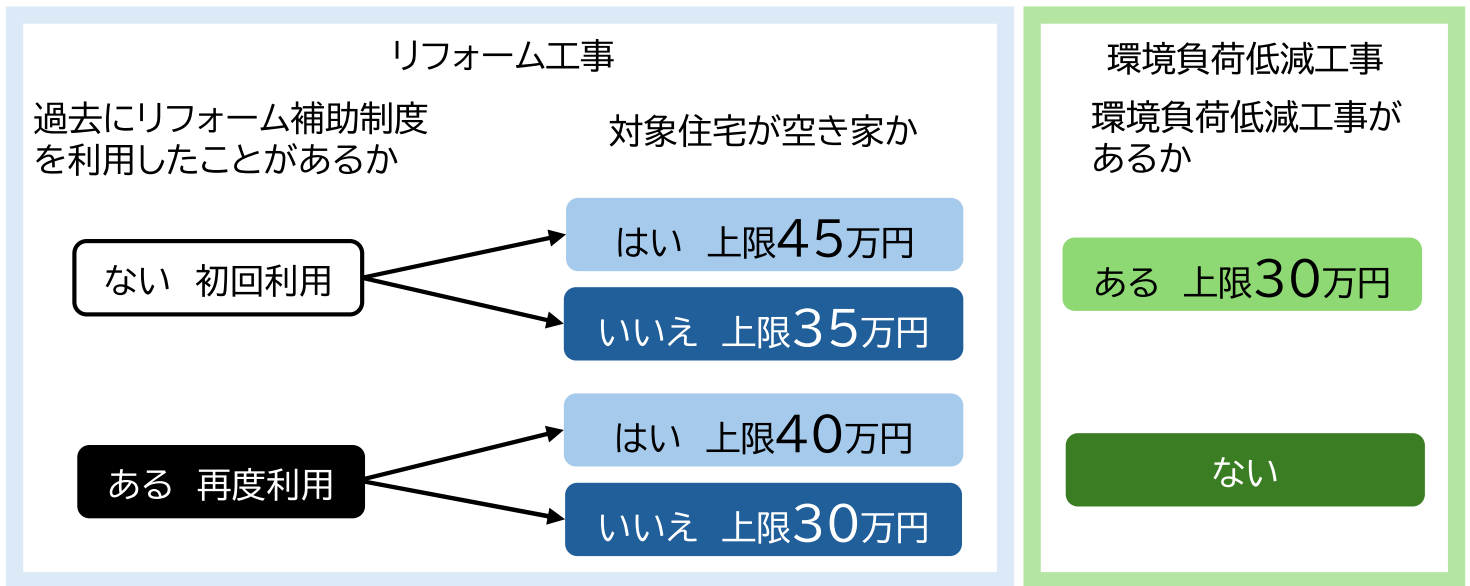 リフォーム工事
過去にリフォーム補助制度
を利用したことがあるか
対象住宅が空き家か
ない 初回利用
はい 上限45万円
いいえ 上限35万円
ある 再度利用
はい 上限40万円
いいえ 上限30万円
環境負荷低減工事
環境負荷低減工事が
あるか
ある 上限30万円
ない